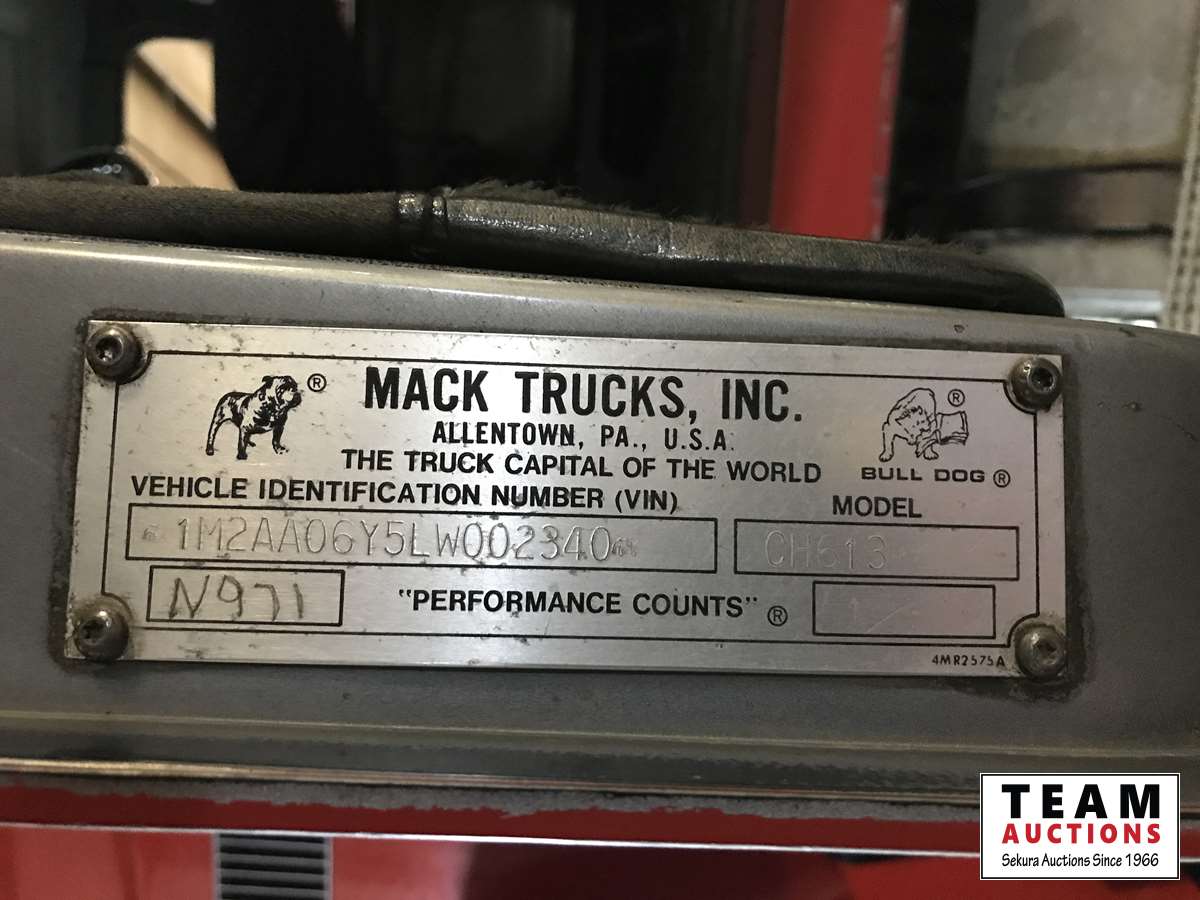 MACK TRUCKS, INC.
ALLENTOWN, PA., U.S.A.
THE TRUCK CAPITAL OF THE WORLD
BULL DOG ®
VEHICLE IDENTIFICATION NUMBER (VIN)
MODEL
1M2AA06Y5LW002340
CH613
N971
"PERFORMANCE COUNTS" ®
4MR2575A
TEAM
AUCTIONS
Sekura Auctions Since 1966